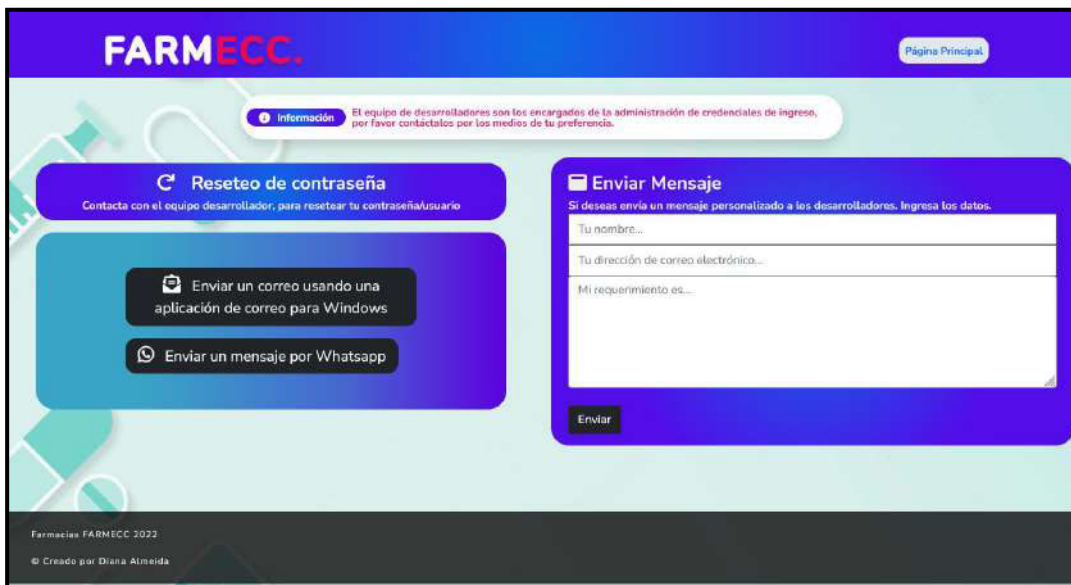 FARMECC.
Página Principal
Información
El equipo de desarrolladores son los encargados de la administración de credenciales de ingreso,
por favor contáctalos por los medios de tu preferencia.
Reseteo de contraseña
Contacta con el equipo desarrollador, para resetear tu contraseña/usuario
Enviar un correo usando una
aplicación de correo para Windows
Enviar un mensaje por Whatsapp
Enviar Mensaje
Si deseas envía un mensaje personalizado a los desarrolladores. Ingresa los datos.
Tu nombre...
Tu dirección de correo electrónico...
Mi requerimiento es...
Enviar
Farmacias FARMECC 2022
© Creado por Diana Almeida